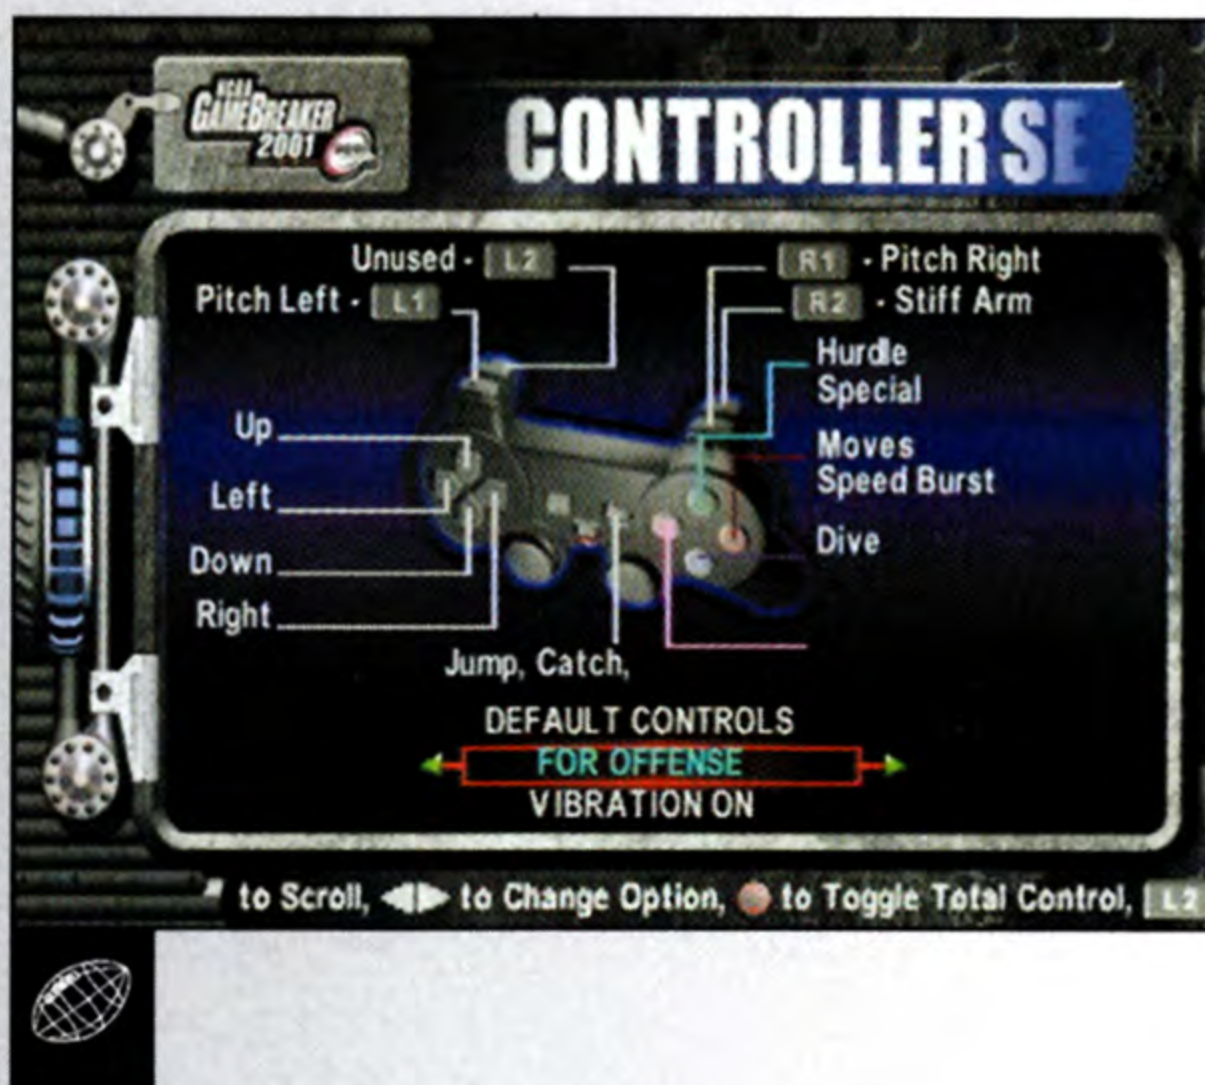 NCAA
GAMEBREAKER
2001
CONTROLLER SE
Unused - L2
R1 - Pitch Right
Pitch Left - L1
R2 - Stiff Arm
Hurdle
Special
Up
Moves
Speed Burst
Left
Dive
Down
Right
Jump, Catch,
DEFAULT CONTROLS
FOR OFFENSE
VIBRATION ON
to Scroll, to Change Option, to Toggle Total Control, L2